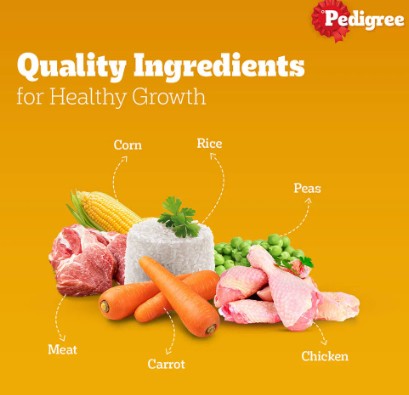 Pedigree
Quality Ingredients
for Healthy Growth
Corn
Rice
Peas
Meat
Carrot
Chicken